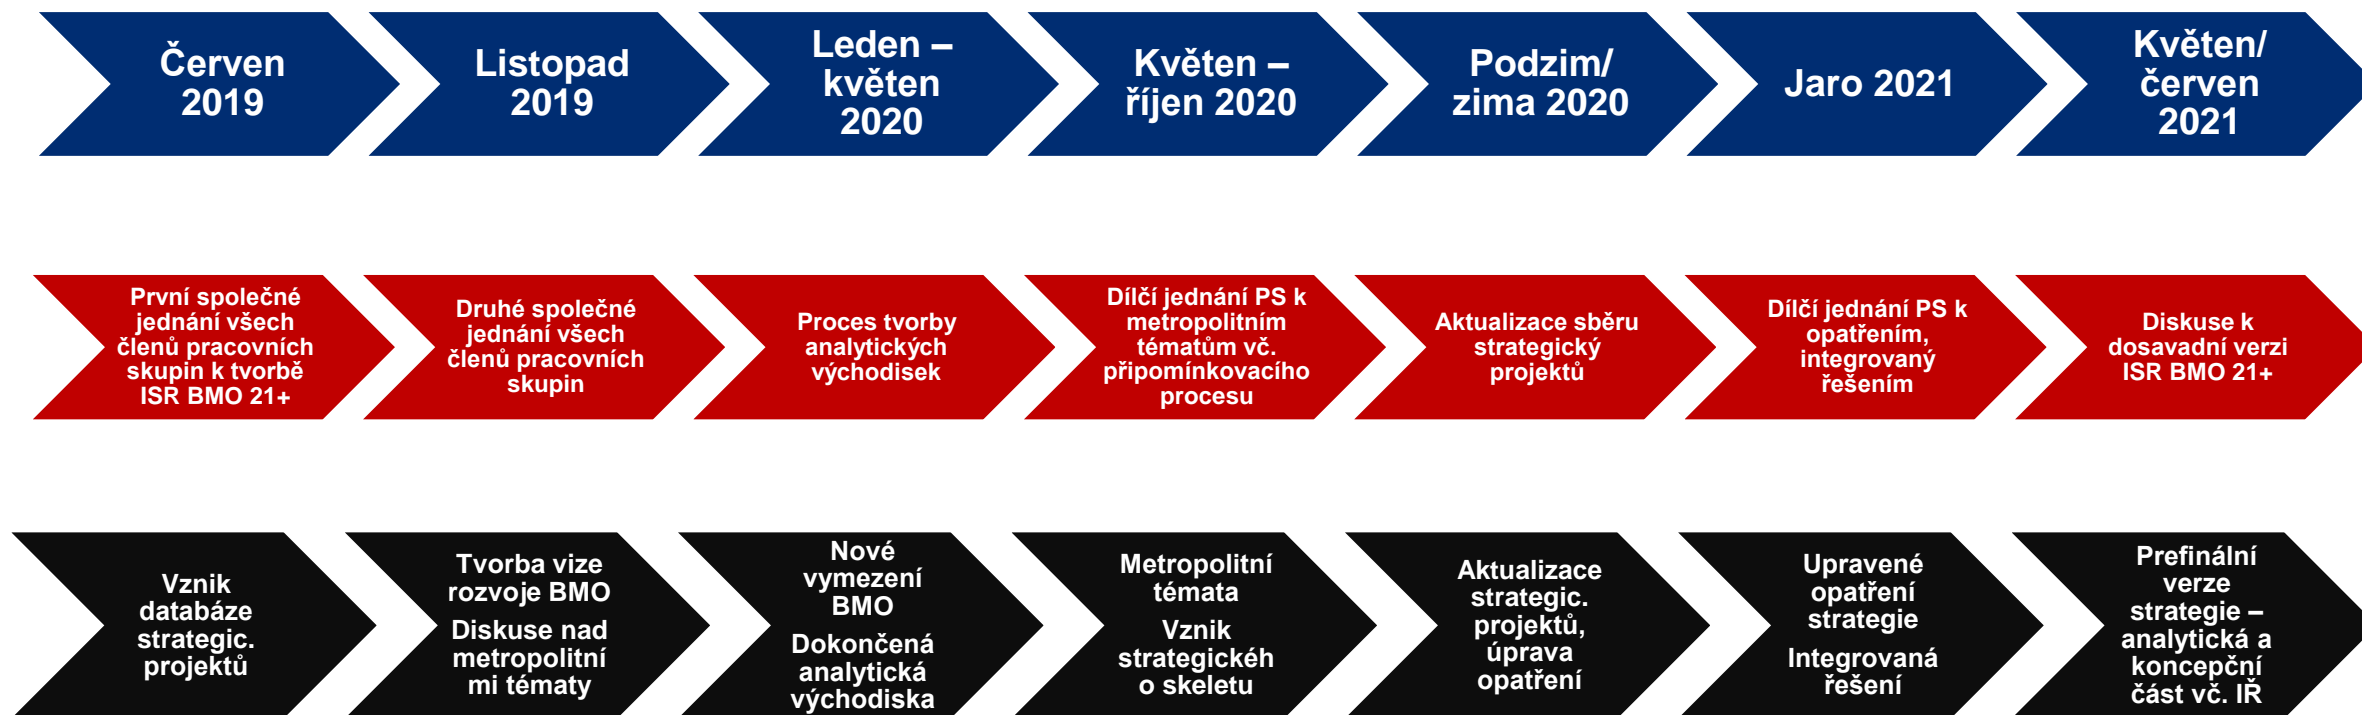 Červen
2019
Listopad
2019
Leden –
květen
2020
Květen –
říjen 2020
Podzim/
zima 2020
Jaro 2021
Květen/
červen
2021
První společné
jednání všech
členů pracovních
skupin k tvorbě
ISR BMO 21+
Druhé společné
jednání všech
členů pracovních
skupin
Proces tvorby
analytických
východisek
Dílčí jednání PS k
metropolitním
tématům vč.
připomínkovacího
procesu
Aktualizace sběru
strategický
projektů
Dílčí jednání PS k
opatřením,
integrovaný
řešením
Diskuse k
dosavadní verzi
ISR BMO 21+
Vznik
databáze
strategic.
projektů
Tvorba vize
rozvoje BMO
Diskuse nad
metropolitní
mi tématy
Nové
vymezení
BMO
Dokončená
analytická
východiska
Metropolitní
témata
Vznik
strategickéh
o skeletu
Aktualizace
strategic.
projektů,
úprava
opatření
Upravené
opatření
strategie
Integrovaná
řešení
Prefinální
verze
strategie –
analytická a
koncepční
část vč. IŘ